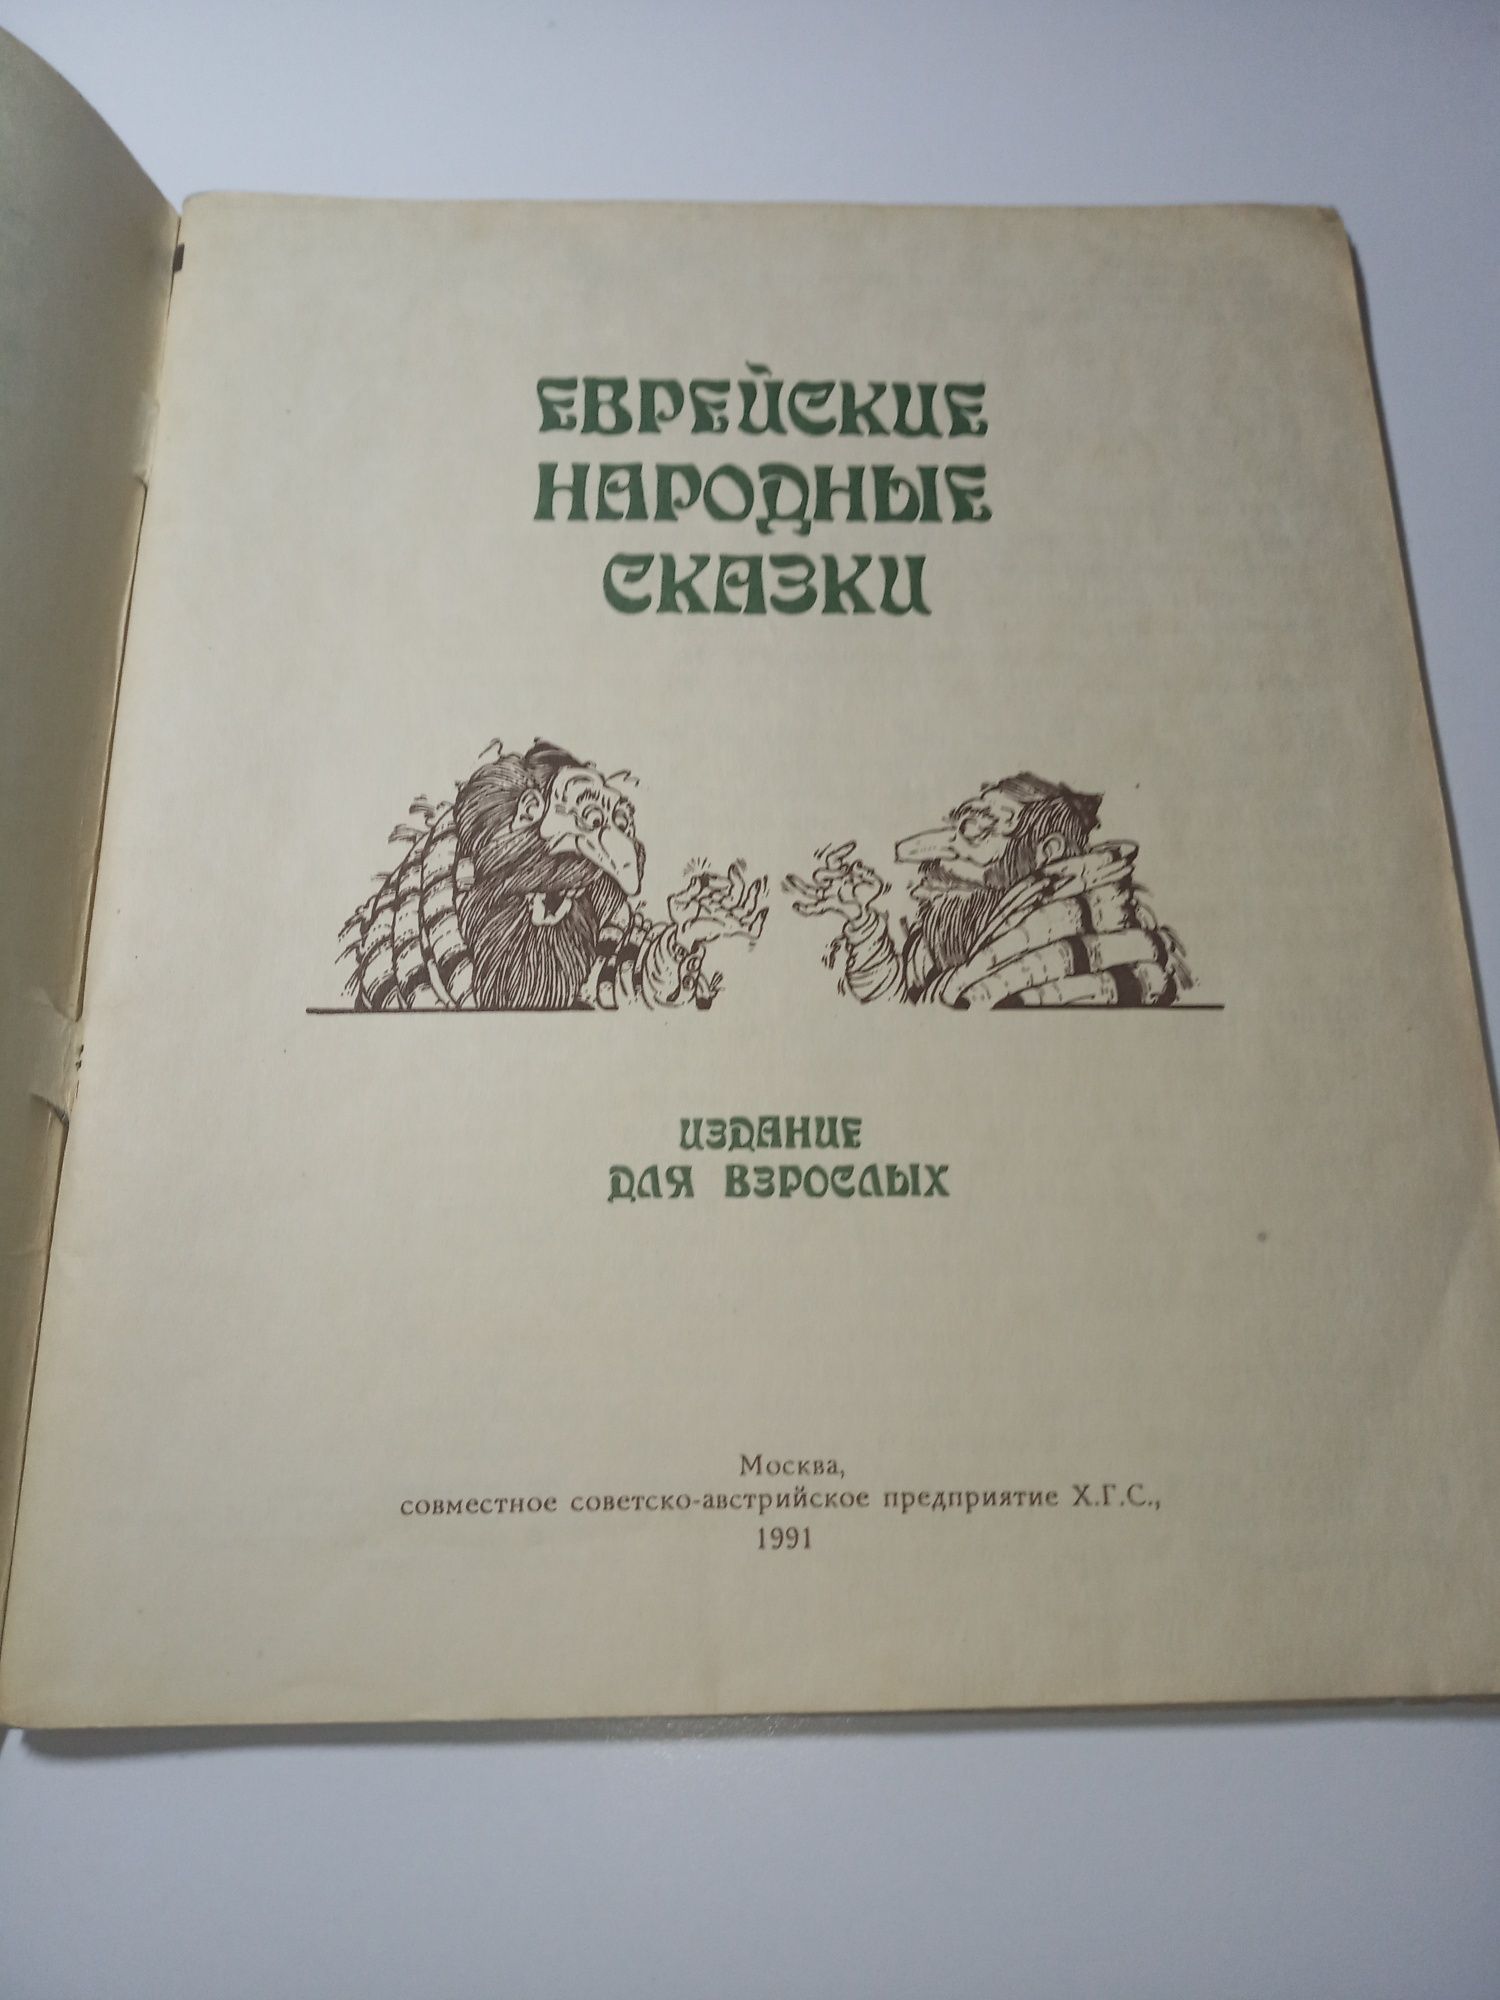 ЕВРЕЙСКИЕ
НАРОДНЫЕ
СКАЗКИ
ИЗДАНИЕ
ДЛЯ ВЗРОСЛЫХ
Москва,
совместное советско-австрийское предприятие Х.Г.С.,
1991